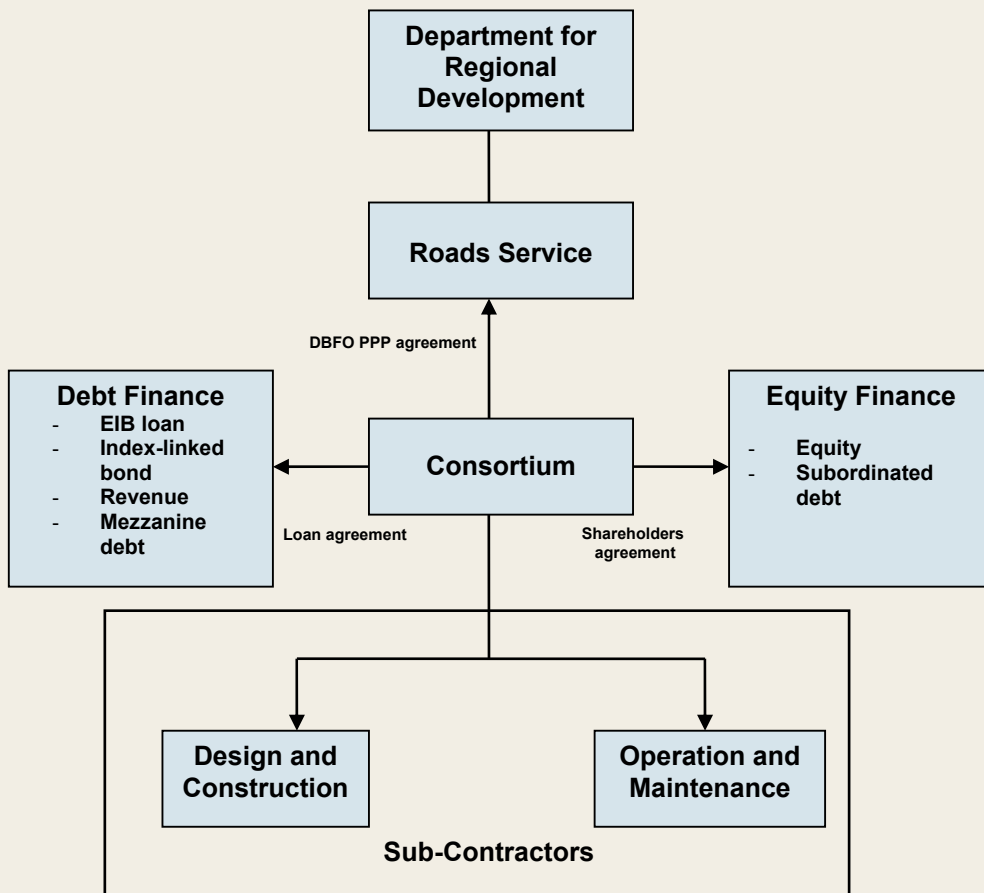 Department for
Regional
Development
Roads Service
DBFO PPP agreement
Debt Finance
- EIB loan
- Index-linked
bond
- Revenue
- Mezzanine
debt
Consortium
Equity Finance
- Equity
- Subordinated
debt
Loan agreement
Shareholders
agreement
Design and
Construction
Operation and
Maintenance
Sub-Contractors